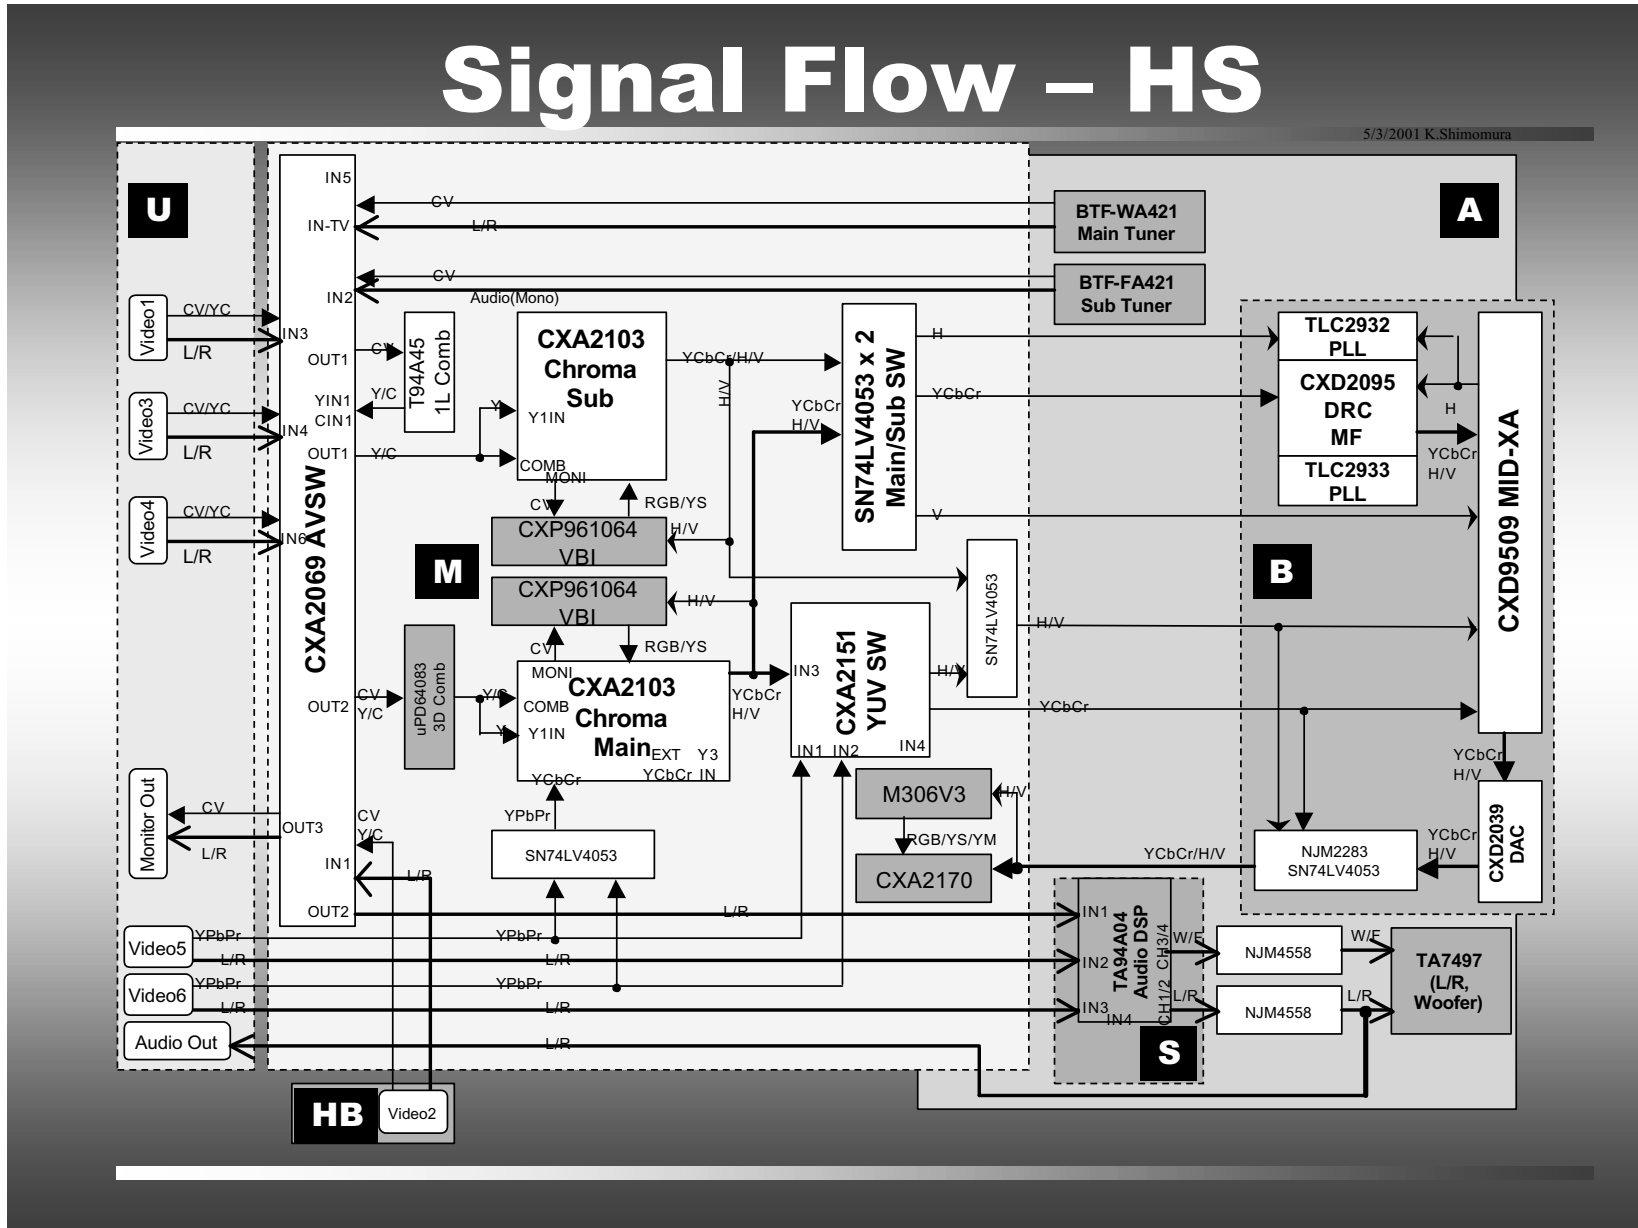 Signal Flow – HS
5/3/2001 K.Shimomura
U
A
M
B
S
HB
Video1
CV/YC
L/R
Video3
CV/YC
L/R
Video4
CV/YC
L/R
Monitor Out
CV
L/R
Video5
YPbPr
L/R
Video6
YPbPr
L/R
Audio Out
Video2
CXA2069 AVSW
IN5
IN-TV
IN2
IN3
OUT1
YIN1
CIN1
IN4
OUT1
IN6
OUT2
OUT3
IN1
OUT2
CV
L/R
CV
Audio(Mono)
BTF-WA421
Main Tuner
BTF-FA421
Sub Tuner
CV
Y/C
T94A45
1L Comb
Y/C
Y
CXA2103
Chroma
Sub
Y1IN
COMB
MONI
CV
RGB/YS
CXP961064
VBI
H/V
CXP961064
VBI
H/V
CV
RGB/YS
YCbCr/H/V
H/V
YCbCr
H/V
SN74LV4053 x 2
Main/Sub SW
H
YCbCr
V
CV
Y/C
uPD64083
3D Comb
Y/C
Y
MONI
CXA2103
Chroma
Main
COMB
Y1IN
EXT Y3
YCbCr IN
YCbCr
YCbCr
H/V
CXA2151
YUV SW
IN3
IN1
IN2
IN4
H/V
SN74LV4053
H/V
YCbCr
YPbPr
SN74LV4053
CV
Y/C
L/R
M306V3
H/V
RGB/YS/YM
CXA2170
YCbCr/H/V
L/R
YPbPr
L/R
YPbPr
L/R
L/R
TLC2932
PLL
CXD2095
DRC
MF
TLC2933
PLL
H
YCbCr
H/V
CXD9509 MID-XA
YCbCr
H/V
CXD2039
DAC
YCbCr
H/V
NJM2283
SN74LV4053
TA94A04
Audio DSP
IN1
IN2
IN3
IN4
CH3/4
CH1/2
W/F
L/R
NJM4558
NJM4558
W/F
L/R
TA7497
(L/R,
Woofer)